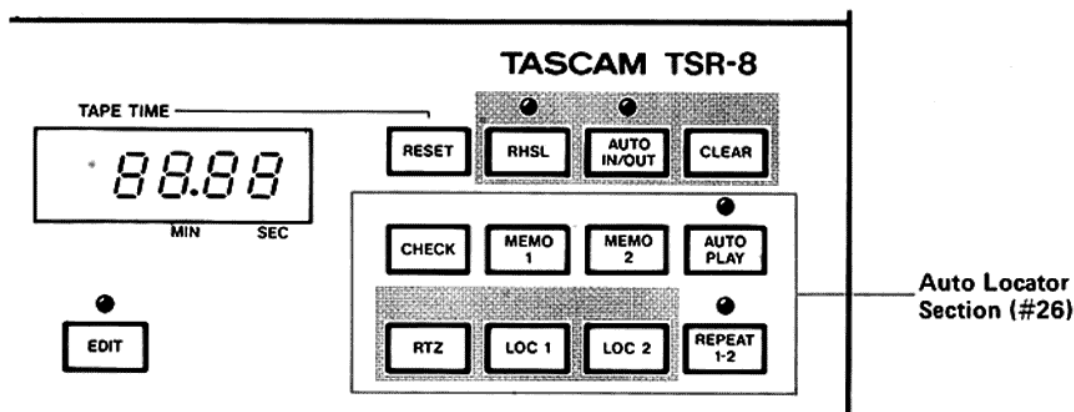 TASCAM TSR-8
TAPE TIME
88.88
MIN SEC
RESET
RHSL
AUTO
IN/OUT
CLEAR
CHECK
MEMO
1
MEMO
2
AUTO
PLAY
EDIT
RTZ
LOC 1
LOC 2
REPEAT
1-2
Auto Locator
Section (#26)